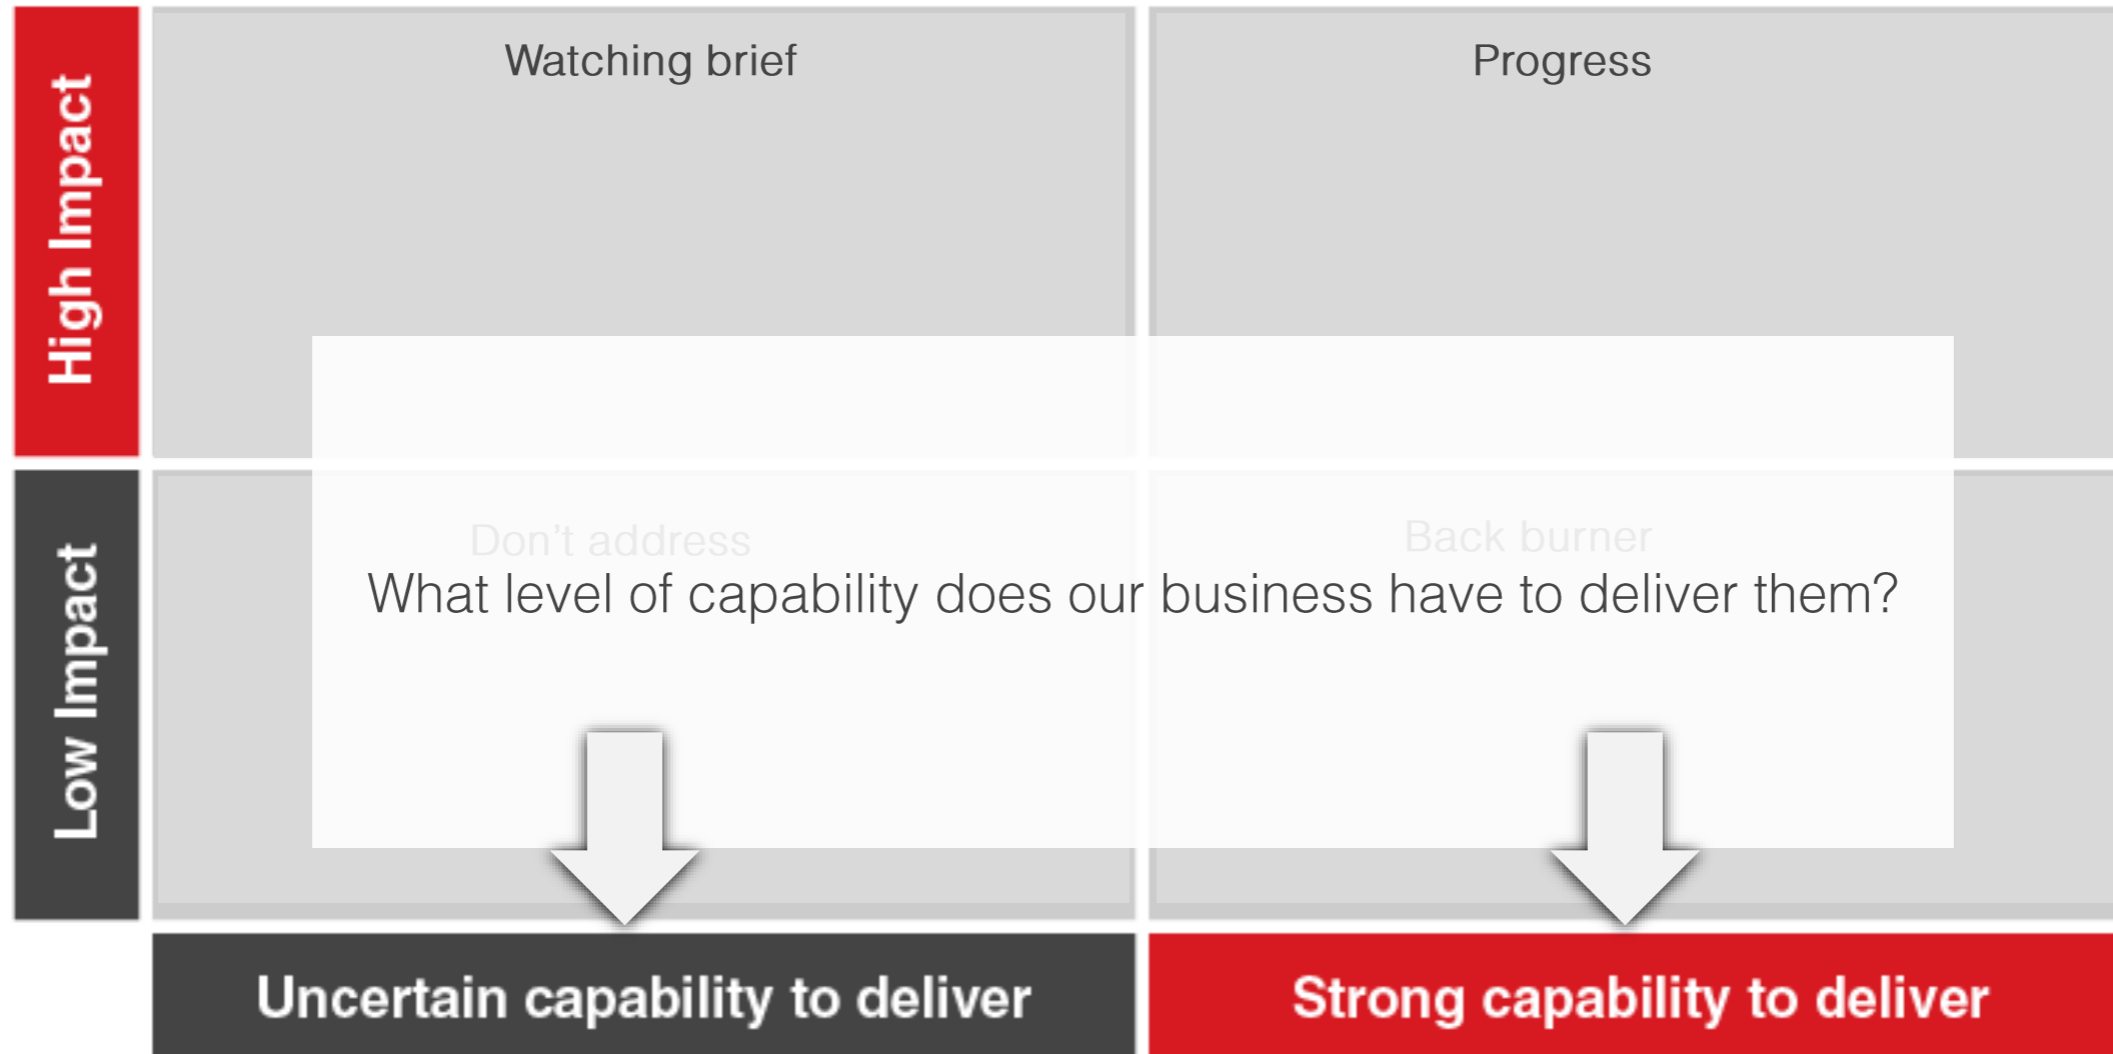 High Impact
Watching brief
Progress
Low Impact
Don't address
Back burner
What level of capability does our business have to deliver them?
Uncertain capability to deliver
Strong capability to deliver